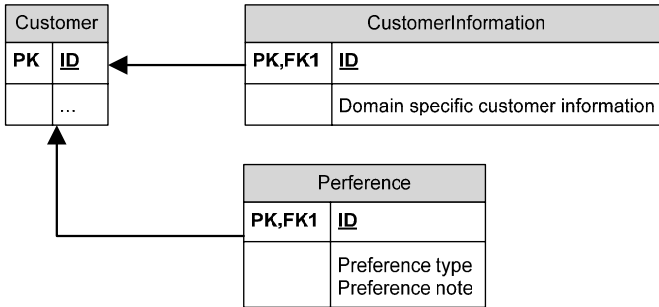 Customer
PK ID
...
CustomerInformation
PK,FK1 ID
Domain specific customer information
Perference
PK,FK1 ID
Preference type
Preference note